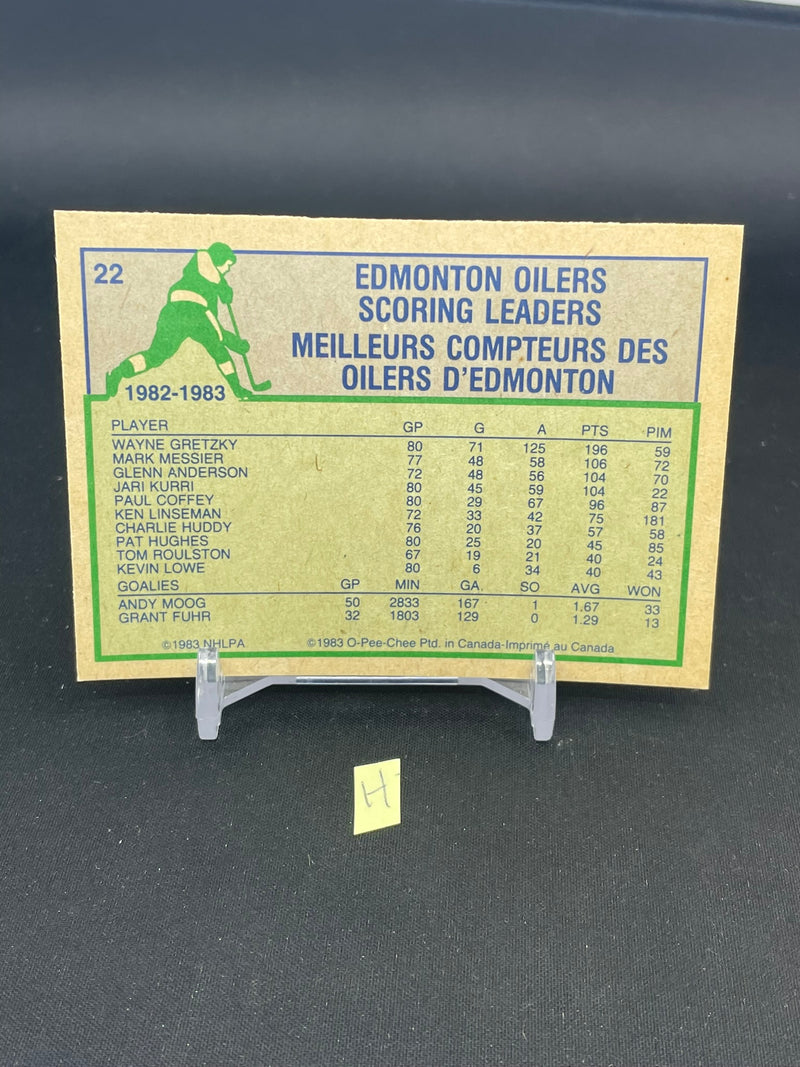 22
EDMONTON OILERS
SCORING LEADERS
MEILLEURS COMPTEURS DES
OILERS D'EDMONTON
1982-1983
PLAYER GP G A PTS PIM
WAYNE GRETZKY 80 71 125 196 59
MARK MESSIER 77 48 58 106 72
GLENN ANDERSON 72 48 56 104 70
JARI KURRI 80 45 59 104 22
PAUL COFFEY 80 29 67 96 87
KEN LINSEMAN 72 33 42 75 181
CHARLIE HUDDY 76 20 37 57 58
PAT HUGHES 80 25 20 45 85
TOM ROULSTON 67 19 21 40 24
KEVIN LOWE 80 6 34 40 43
GOALIES GP MIN GA SO AVG WON
ANDY MOOG 50 2833 167 1 1.67 33
GRANT FUHR 32 1803 129 0 1.29 13
©1983 NHLPA ©1983 O-Pee-Chee Ptd. in Canada-Imprimé au Canada
H